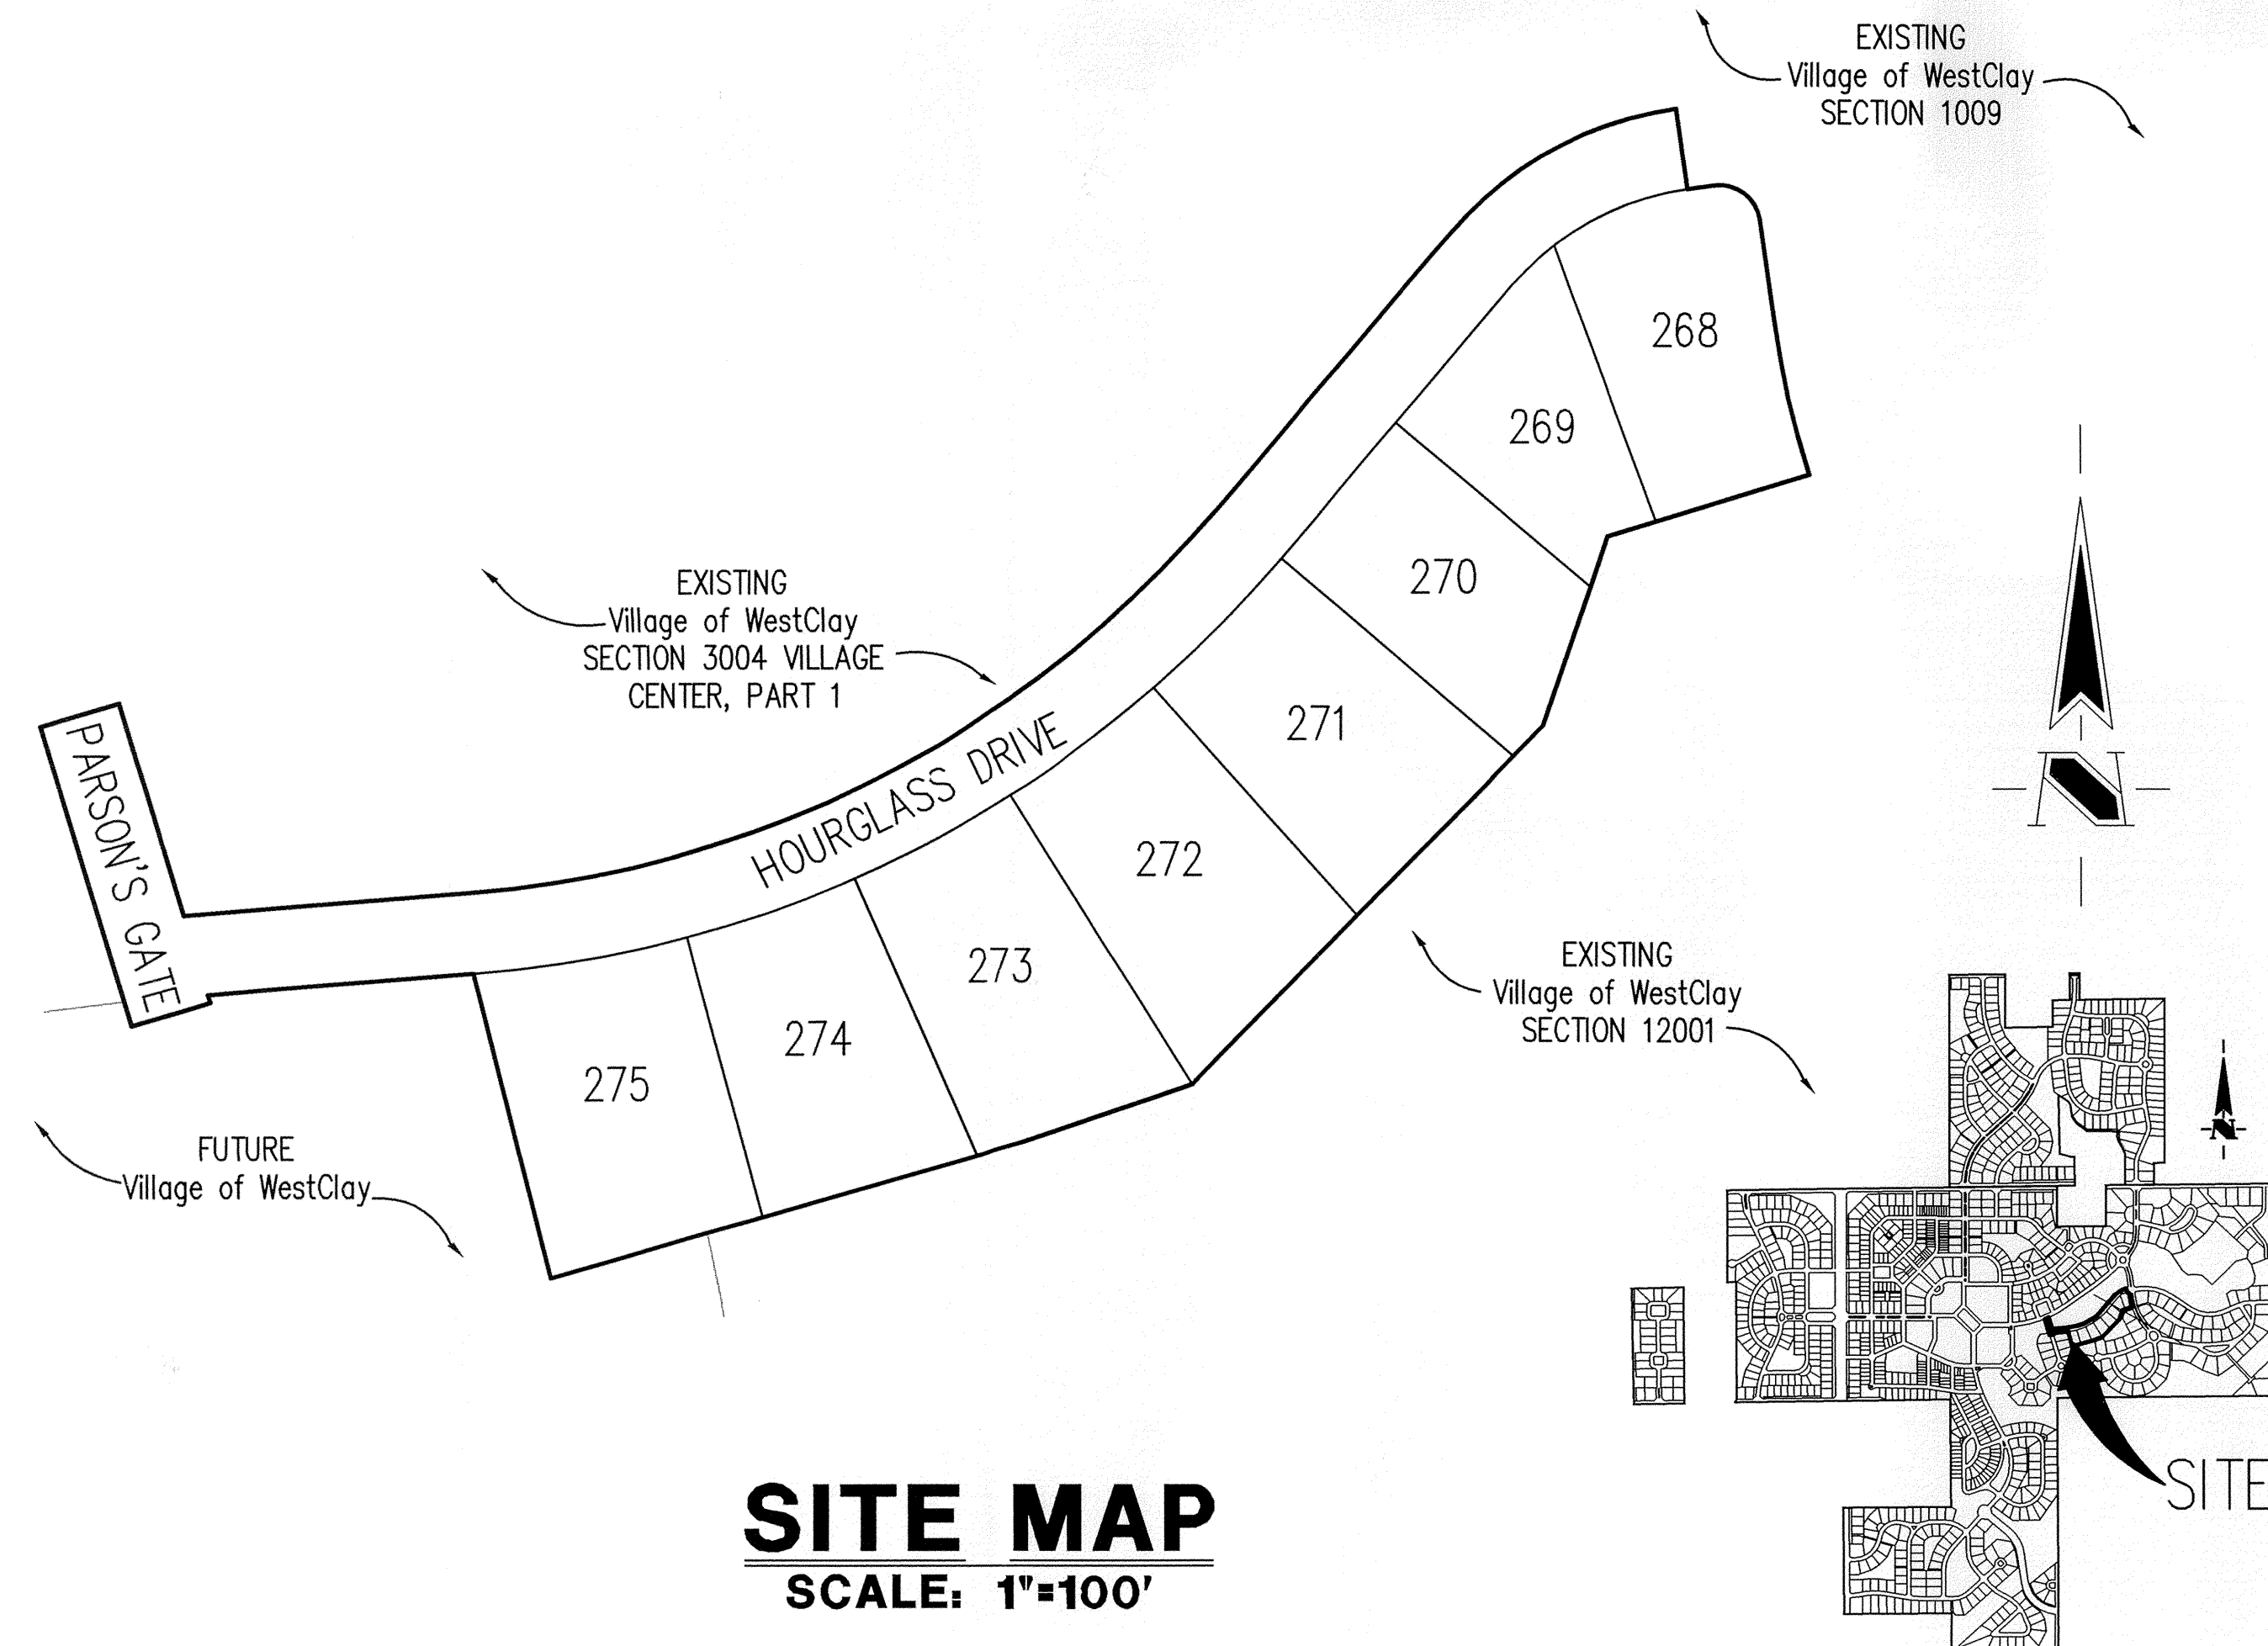 EXISTING
Village of WestClay
SECTION 1009
268
269
270
EXISTING
Village of WestClay
SECTION 3004 VILLAGE
CENTER, PART 1
271
HOURGLASS DRIVE
PARSON'S GATE
272
N
273
EXISTING
Village of WestClay
SECTION 12001
274
275
FUTURE
Village of WestClay
N
SITE
SITE MAP
SCALE: 1"=100'